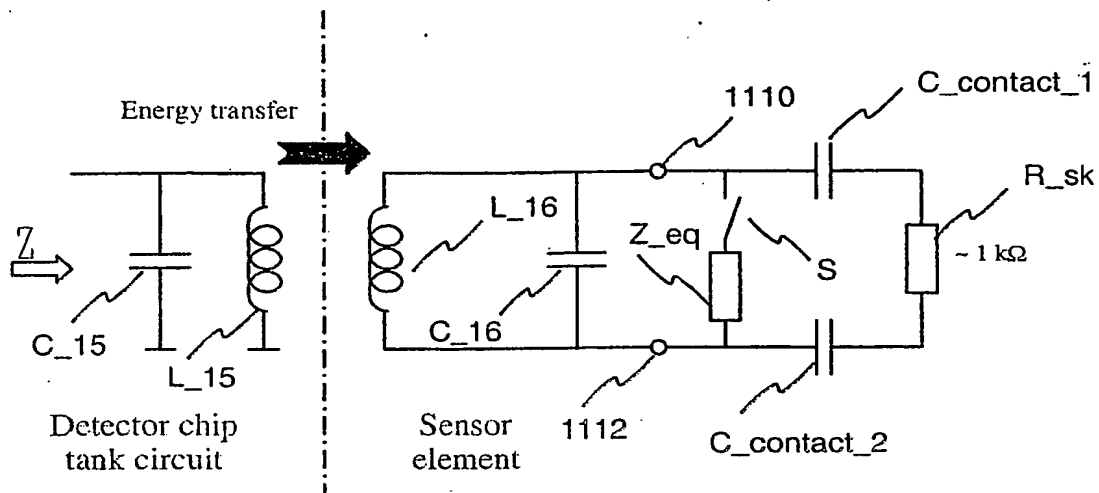 1110
C_contact_1
Energy transfer
R_sk
L_16
Z
Z_eq
~ 1 kΩ
S
C_16
C_15
L_15
1112
C_contact_2
Detector chip
tank circuit
Sensor
element